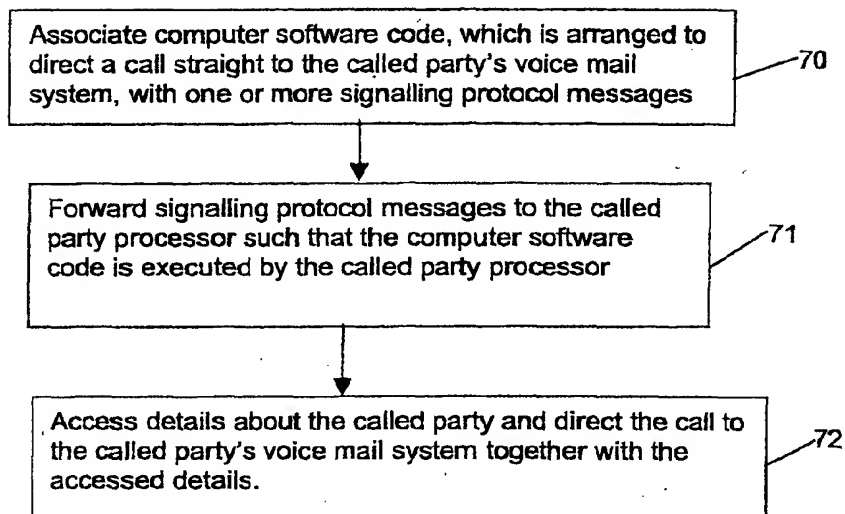 Associate computer software code, which is arranged to
direct a call straight to the called party's voice mail
system, with one or more signalling protocol messages
70
Forward signalling protocol messages to the called
party processor such that the computer software
code is executed by the called party processor
71
Access details about the called party and direct the call to
the called party's voice mail system together with the
accessed details.
72